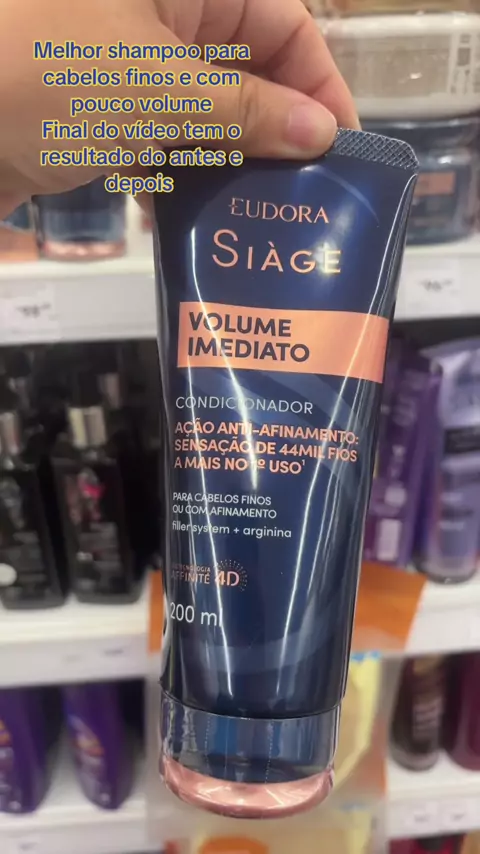 Melhor shampoo para
cabelos finos e com
pouco volume
Final do vídeo tem o
resultado do antes e
depois
EUDORA
SIÀGE
VOLUME
IMEDIATO
CONDICIONADOR
AÇÃO ANTI-AFINAMENTO:
SENSAÇÃO DE 44MIL FIOS
A MAIS NO 1º USO¹
PARA CABELOS FINOS
OU COM AFINAMENTO
filler system + arginina
TECNOLOGIA
AFFINITÉ 4D
200 ml